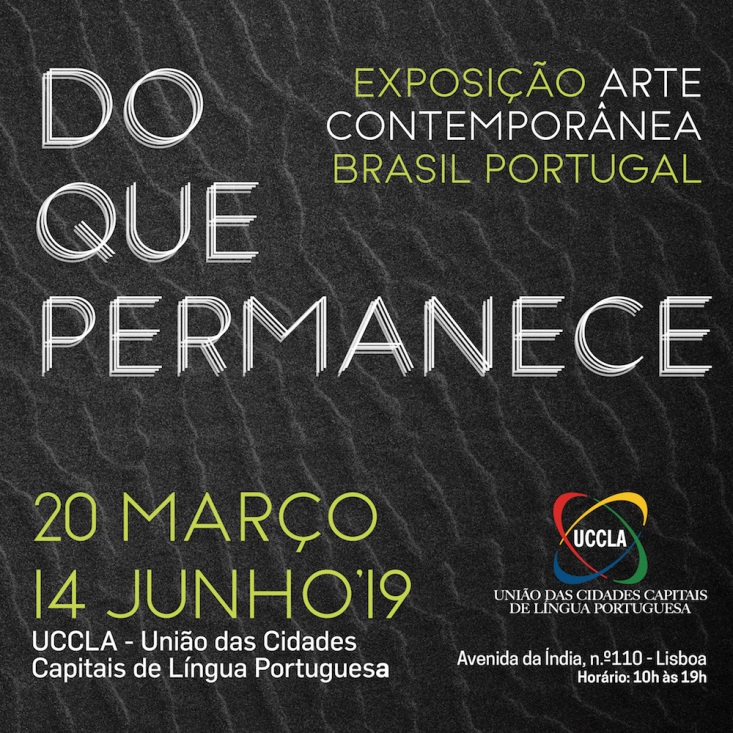 DO
QUE
PERMANECE
EXPOSIÇÃO ARTE
CONTEMPORÂNEA
BRASIL PORTUGAL
20 MARÇO
14 JUNHO'19
UCCLA - União das Cidades
Capitais de Língua Portuguesa
UCCLA
UNIÃO DAS CIDADES CAPITAIS
DE LÍNGUA PORTUGUESA
Avenida da Índia, n.º110 - Lisboa
Horário: 10h às 19h